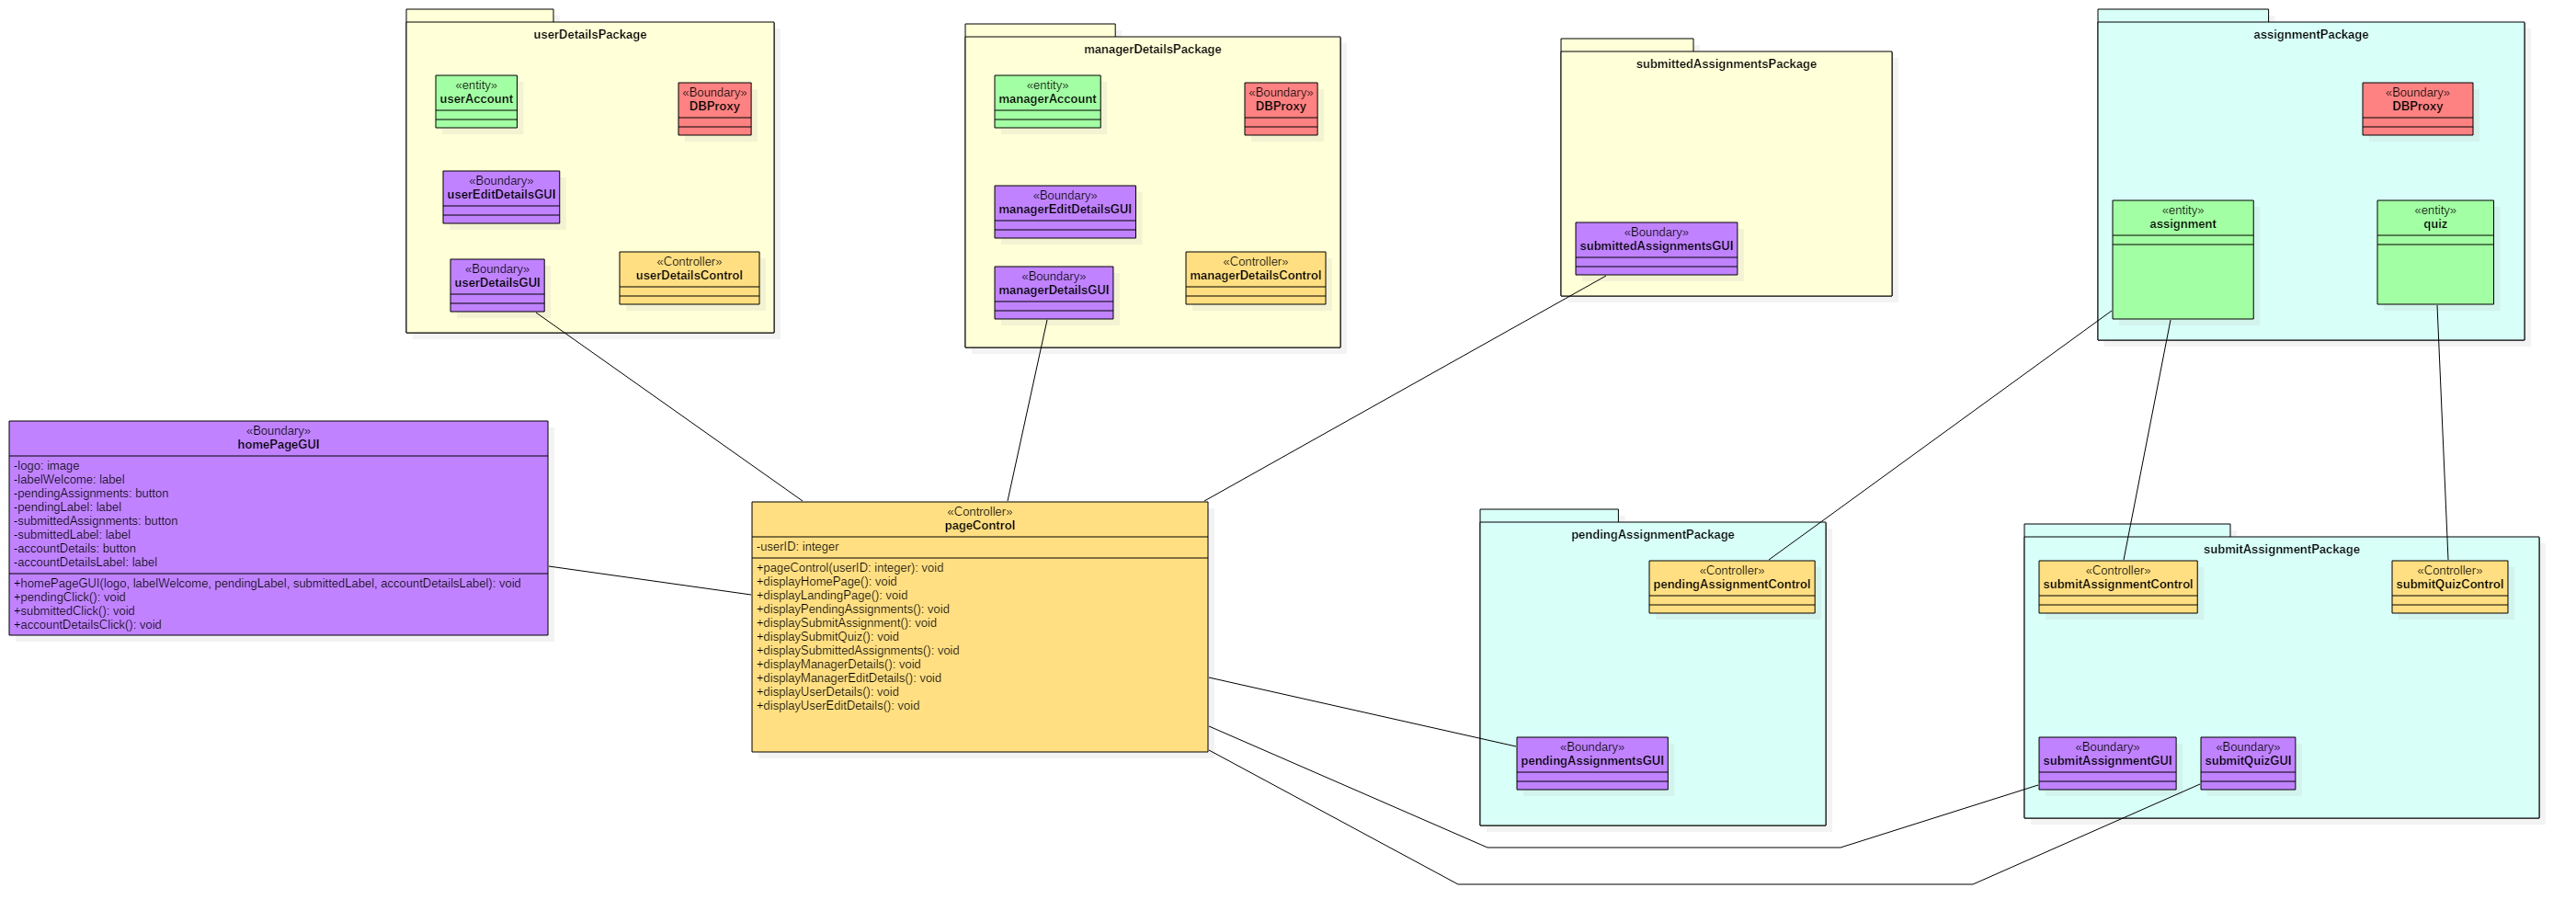 userDetailsPackage
«entity»
userAccount
«Boundary»
DBProxy
«Boundary»
userEditDetailsGUI
«Boundary»
userDetailsGUI
«Controller»
userDetailsControl
managerDetailsPackage
«entity»
managerAccount
«Boundary»
DBProxy
«Boundary»
managerEditDetailsGUI
«Boundary»
managerDetailsGUI
«Controller»
managerDetailsControl
submittedAssignmentsPackage
«Boundary»
submittedAssignmentsGUI
assignmentPackage
«Boundary»
DBProxy
«entity»
assignment
«entity»
quiz
«Boundary»
homePageGUI
-logo: image
-labelWelcome: label
-pendingAssignments: button
-pendingLabel: label
-submittedAssignments: button
-submittedLabel: label
-accountDetails: button
-accountDetailsLabel: label
+homePageGUI(logo, labelWelcome, pendingLabel, submittedLabel, accountDetailsLabel): void
+pendingClick(): void
+submittedClick(): void
+accountDetailsClick(): void
«Controller»
pageControl
-userID: integer
+pageControl(userID: integer): void
+displayHomePage(): void
+displayLandingPage(): void
+displayPendingAssignments(): void
+displaySubmitAssignment(): void
+displaySubmitQuiz(): void
+displaySubmittedAssignments(): void
+displayManagerDetails(): void
+displayManagerEditDetails(): void
+displayUserDetails(): void
+displayUserEditDetails(): void
pendingAssignmentPackage
«Controller»
pendingAssignmentControl
«Boundary»
pendingAssignmentsGUI
submitAssignmentPackage
«Controller»
submitAssignmentControl
«Controller»
submitQuizControl
«Boundary»
submitAssignmentGUI
«Boundary»
submitQuizGUI